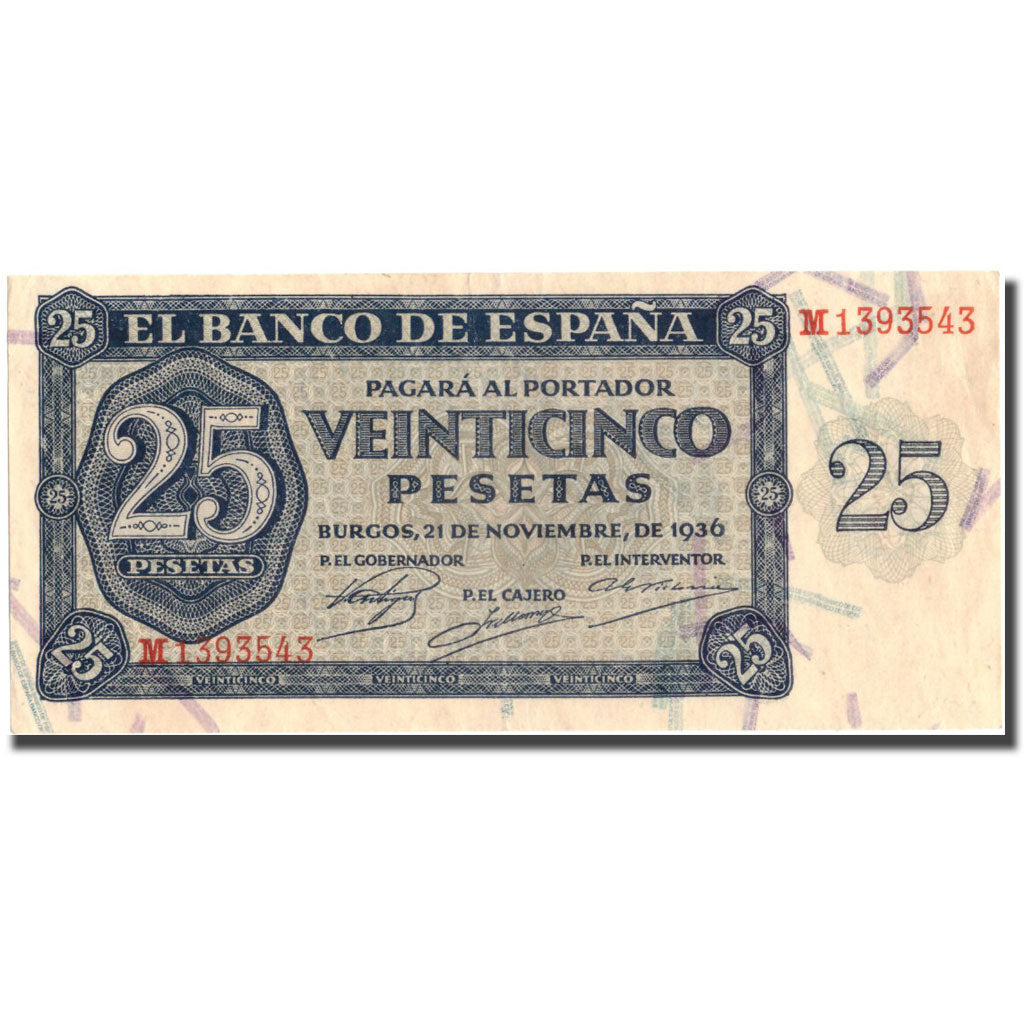 25 EL BANCO DE ESPAÑA 25 M1393543
PAGARÁ AL PORTADOR
VEINTICINCO
PESETAS
25 PESETAS
25
25
BURGOS, 21 DE NOVIEMBRE, DE 1936
P. EL GOBERNADOR P. EL INTERVENTOR
P. EL CAJERO
25 M1393543 25
VEINTICINCO VEINTICINCO VEINTICINCO